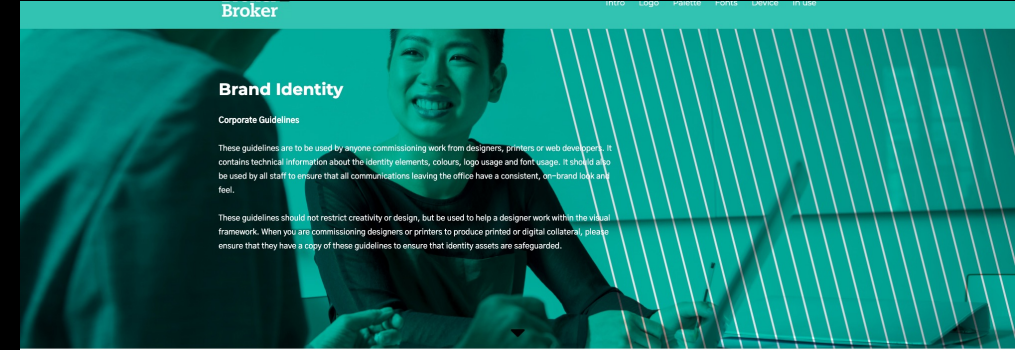 Broker
Intro Logo Palette Fonts Device In use
Brand Identity
Corporate Guidelines
These guidelines are to be used by anyone commissioning work from designers, printers or web developers. It
contains technical information about the identity elements, colours, logo usage and font usage. It should also
be used by all staff to ensure that all communications leaving the office have a consistent, on-brand look and
feel.
These guidelines should not restrict creativity or design, but be used to help a designer work within the visual
framework. When you are commissioning designers or printers to produce printed or digital collateral, please
ensure that they have a copy of these guidelines to ensure that identity assets are safeguarded.